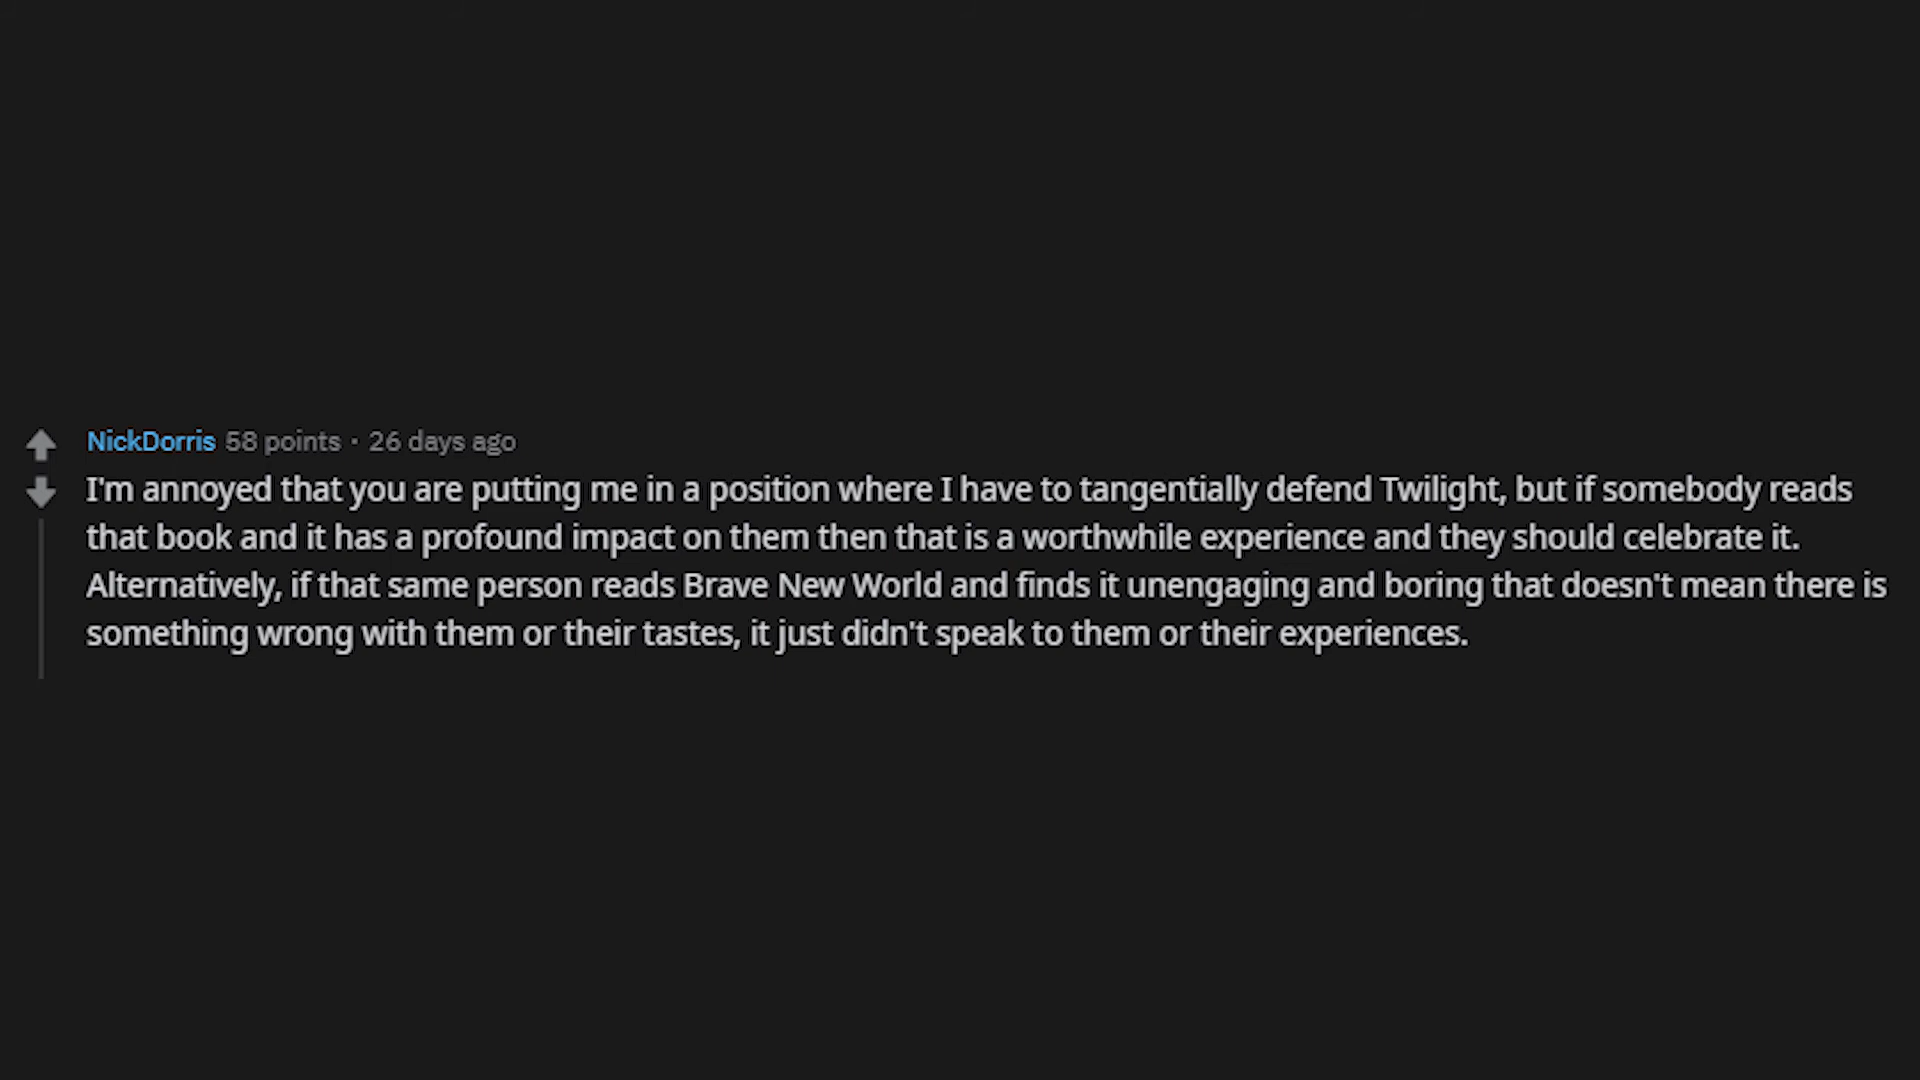 NickDorris 58 points · 26 days ago
I'm annoyed that you are putting me in a position where I have to tangentially defend Twilight, but if somebody reads
that book and it has a profound impact on them then that is a worthwhile experience and they should celebrate it.
Alternatively, if that same person reads Brave New World and finds it unengaging and boring that doesn't mean there is
something wrong with them or their tastes, it just didn't speak to them or their experiences.